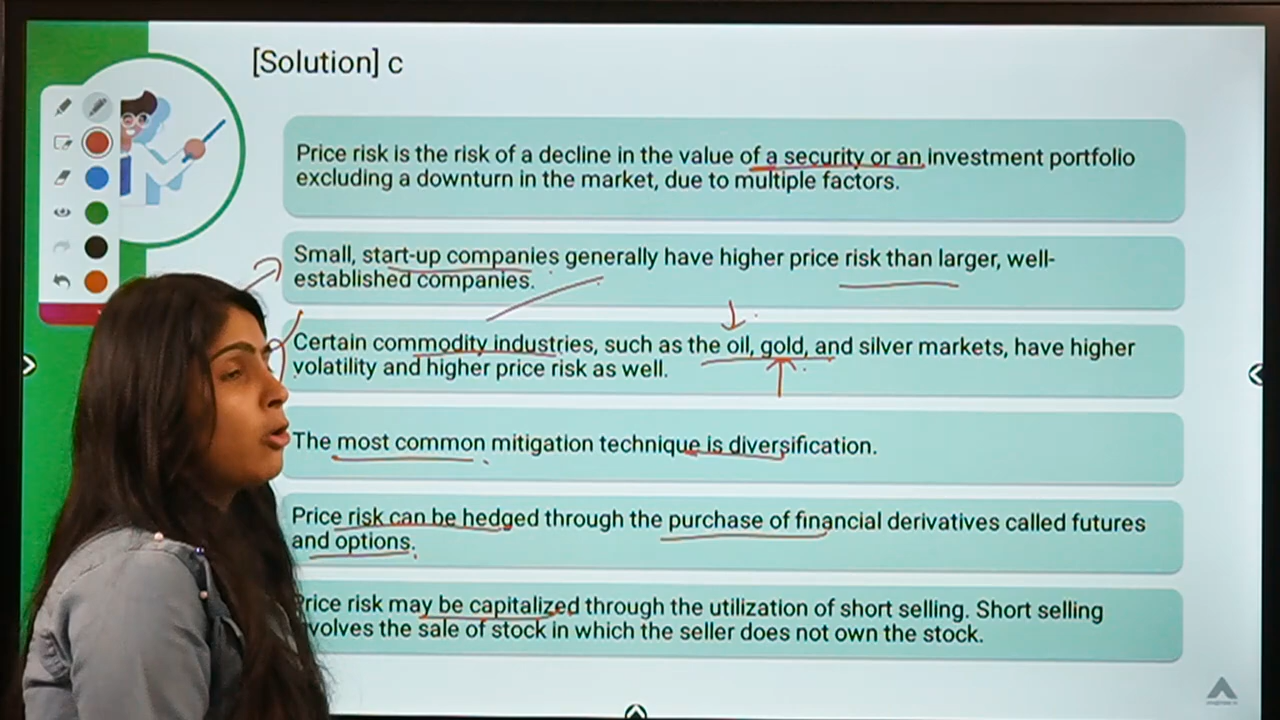 [Solution] c
Price risk is the risk of a decline in the value of a security or an investment portfolio
excluding a downturn in the market, due to multiple factors.
Small, start-up companies generally have higher price risk than larger, well-
established companies.
Certain commodity industries, such as the oil, gold, and silver markets, have higher
volatility and higher price risk as well.
The most common mitigation technique is diversification.
Price risk can be hedged through the purchase of financial derivatives called futures
and options.
Price risk may be capitalized through the utilization of short selling. Short selling
volves the sale of stock in which the seller does not own the stock.